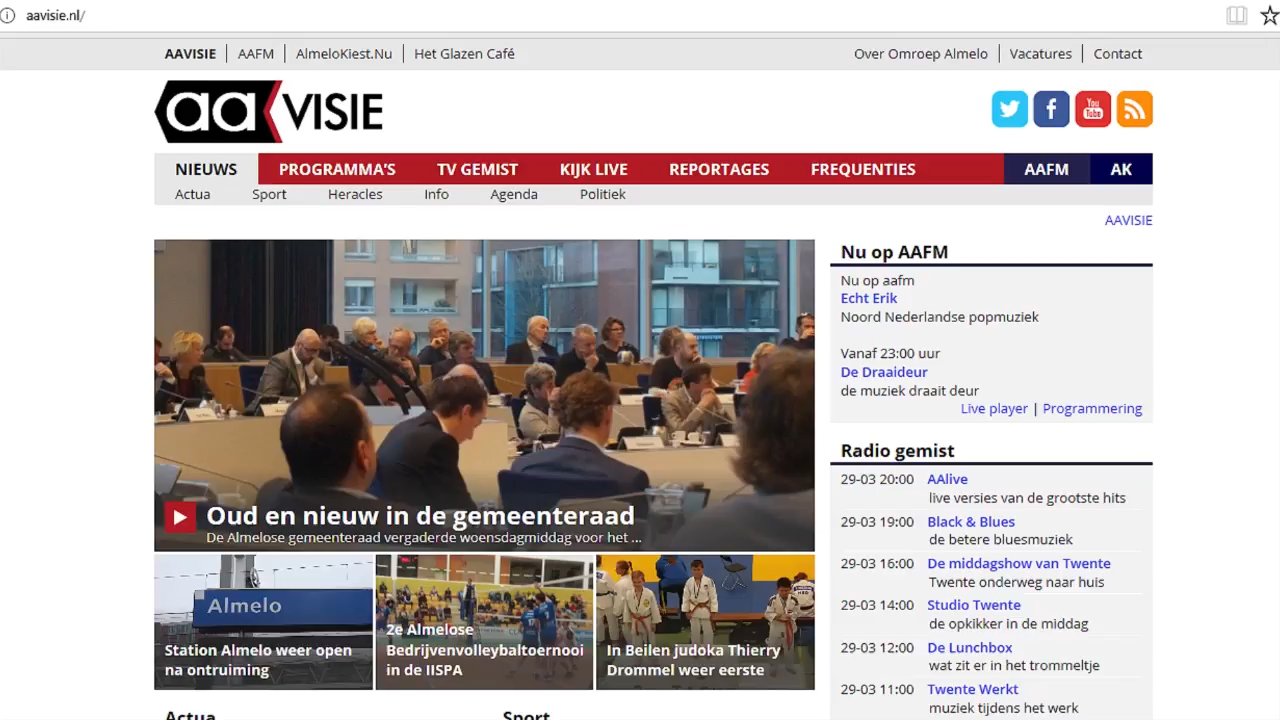 aavisie.nl/
AAVISIE AAFM AlmeloKiest.Nu Het Glazen Café Over Omroep Almelo Vacatures Contact
aa VISIE
You Tube
NIEUWS PROGRAMMA'S TV GEMIST KIJK LIVE REPORTAGES FREQUENTIES AAFM AK
Actua Sport Heracles Info Agenda Politiek
AAVISIE
Oud en nieuw in de gemeenteraad
De Almelose gemeenteraad vergaderde woensdagmiddag voor het ...
Almelo
Station Almelo weer open
na ontruiming
2e Almelose
Bedrijvenvolleybaltoernooi
in de IISPA
In Beilen judoka Thierry
Drommel weer eerste
Nu op AAFM
Nu op aafm
Echt Erik
Noord Nederlandse popmuziek
Vanaf 23:00 uur
De Draaideur
de muziek draait deur
Live player | Programmering
Radio gemist
29-03 20:00 AAlive
live versies van de grootste hits
29-03 19:00 Black & Blues
de betere bluesmuziek
29-03 16:00 De middagshow van Twente
Twente onderweg naar huis
29-03 14:00 Studio Twente
de opkikker in de middag
29-03 12:00 De Lunchbox
wat zit er in het trommeltje
29-03 11:00 Twente Werkt
muziek tijdens het werk
Actua Sport